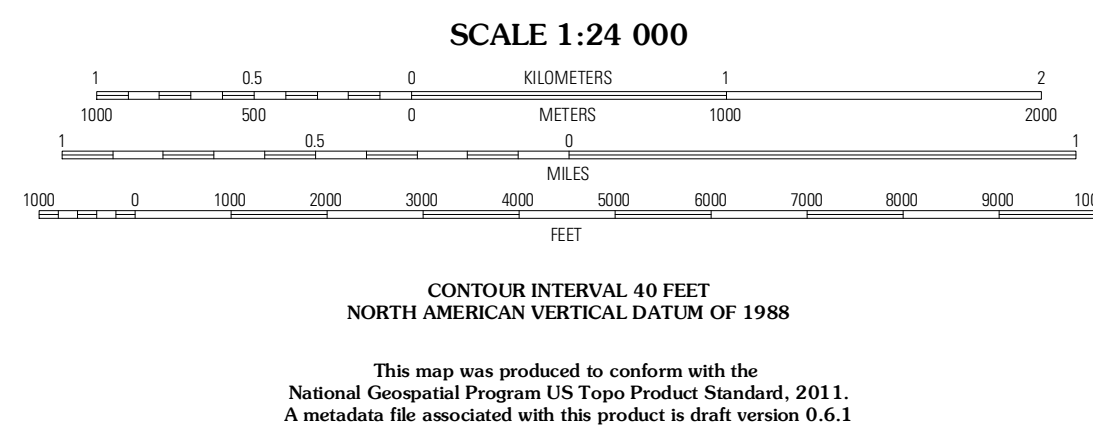 SCALE 1:24 000
1 0.5 0 KILOMETERS 1 2
1000 500 0 METERS 1000 2000
1 0.5 0 1
MILES
1000 0 1000 2000 3000 4000 5000 6000 7000 8000 9000
FEET
CONTOUR INTERVAL 40 FEET
NORTH AMERICAN VERTICAL DATUM OF 1988
This map was produced to conform with the
National Geospatial Program US Topo Product Standard, 2011.
A metadata file associated with this product is draft version 0.6.1